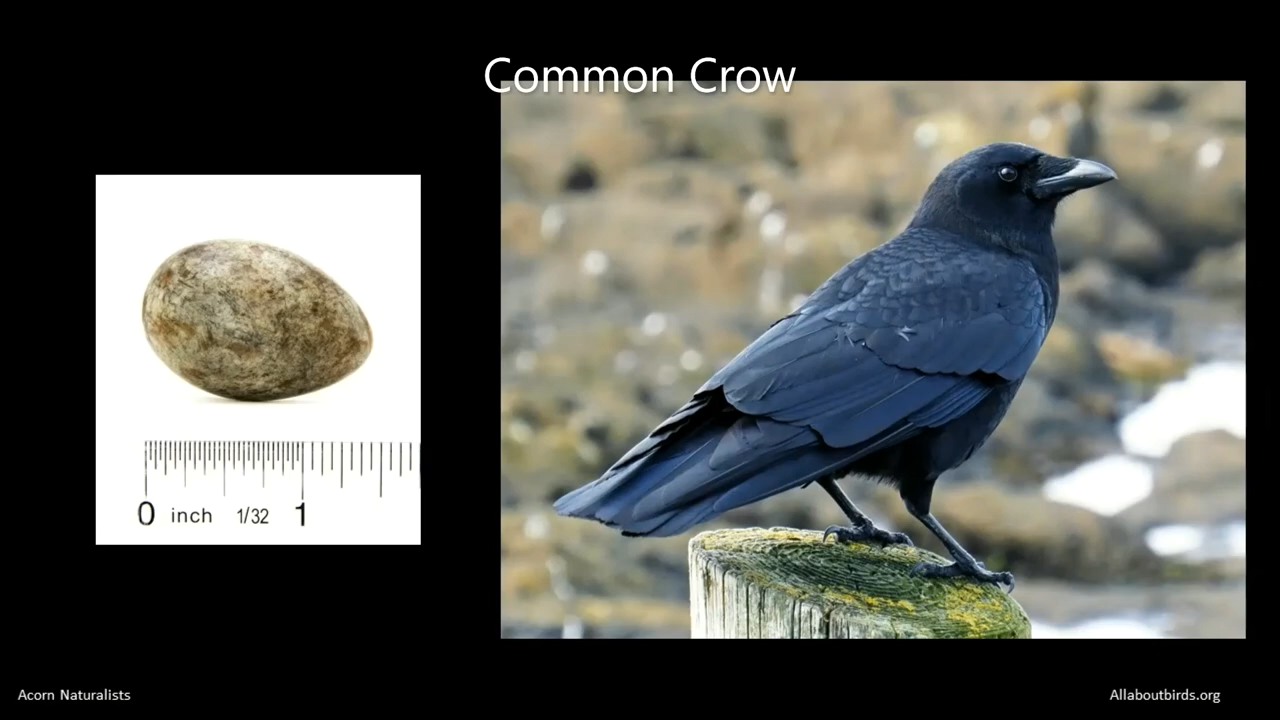 Common Crow
0 inch 1/32 1
Acorn Naturalists
Allaboutbirds.org